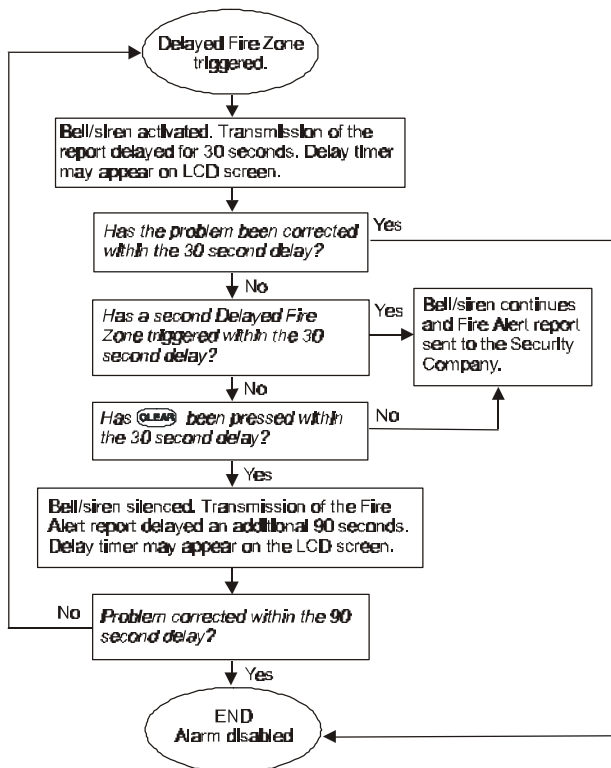 Delayed Fire Zone
triggered.
Bell/siren activated. Transmission of the
report delayed for 30 seconds. Delay timer
may appear on LCD screen.
Has the problem been corrected
within the 30 second delay?
Yes
No
Has a second Delayed Fire
Zone triggered within the 30
second delay?
Yes
Bell/siren continues
and Fire Alert report
sent to the Security
Company.
No
Has CLEAR been pressed within
the 30 second delay?
No
Yes
Bell/siren silenced. Transmission of the Fire
Alert report delayed an additional 90 seconds.
Delay timer may appear on the LCD screen.
No
Problem corrected within the 90
second delay?
Yes
END
Alarm disabled